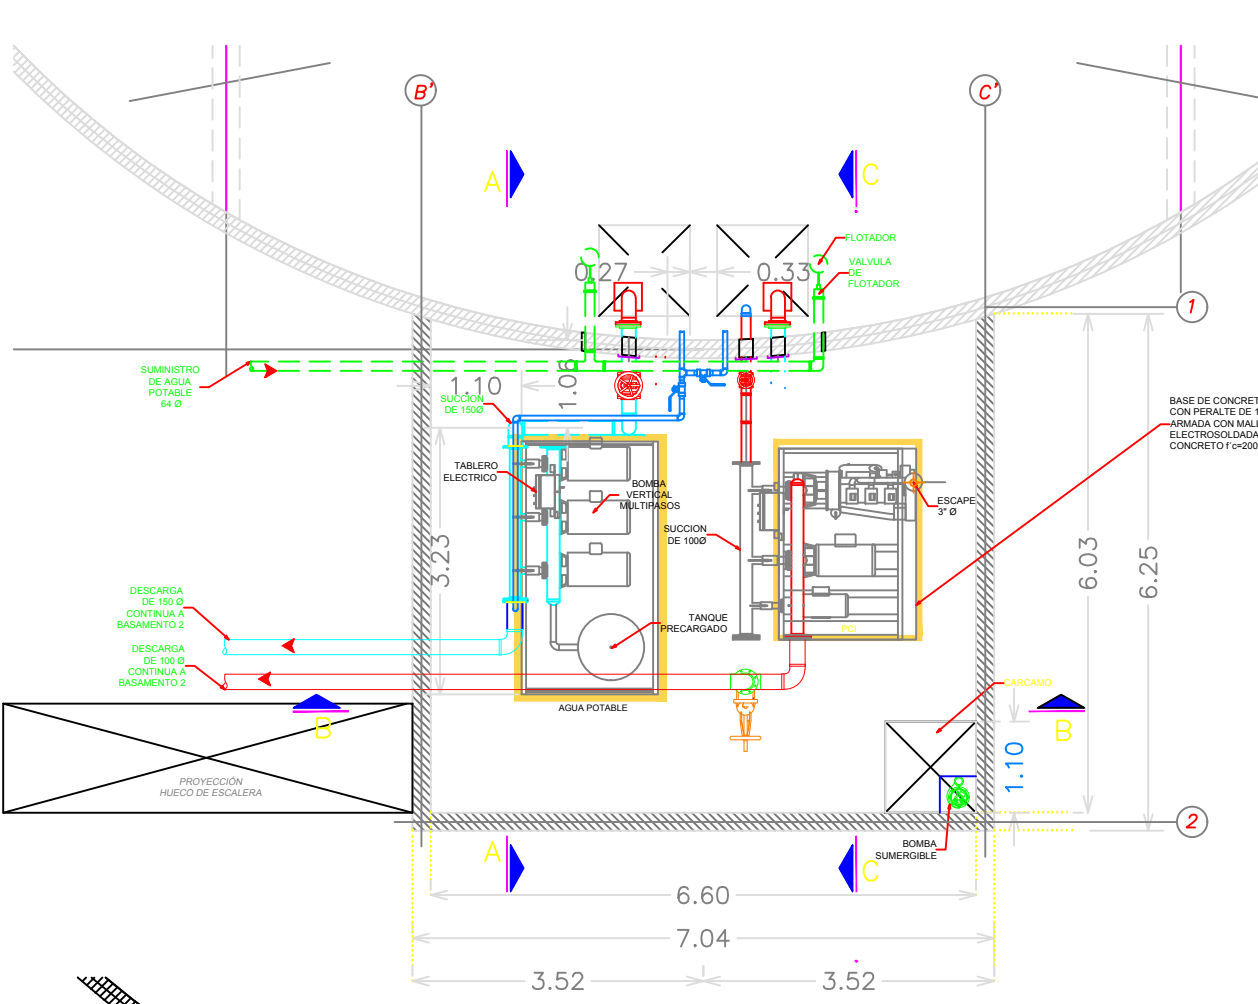 B'
C'
A
C
FLOTADOR
VALVULA
DE
FLOTADOR
0.27
0.33
1
SUMINISTRO
DE AGUA
POTABLE
64 Ø
1.10
1.06
SUCCION
DE 150Ø
BASE DE CONCRET
CON PERALTE DE 1
ARMADA CON MALL
ELECTROSOLDADA
CONCRETO f'c=200
TABLERO
ELECTRICO
BOMBA
VERTICAL
MULTIPASOS
ESCAPE
3" Ø
SUCCION
DE 100Ø
3.23
6.03
6.25
DESCARGA
DE 150 Ø
CONTINUA A
BASAMENTO 2
TANQUE
PRECARGADO
PCI
DESCARGA
DE 100 Ø
CONTINUA A
BASAMENTO 2
CARCAMO
AGUA POTABLE
B
B
1.10
PROYECCIÓN
HUECO DE ESCALERA
2
BOMBA
SUMERGIBLE
A
C
6.60
7.04
3.52
3.52